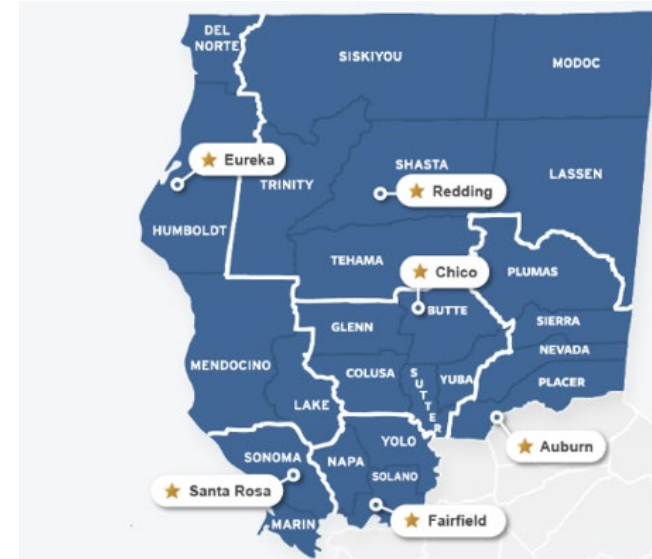 DEL
NORTE
SISKIYOU
MODOC
Eureka
TRINITY
SHASTA
Redding
LASSEN
HUMBOLDT
TEHAMA
Chico
PLUMAS
BUTTE
GLENN
SIERRA
NEVADA
MENDOCINO
COLUSA
SUTTER
YUBA
PLACER
LAKE
YOLO
Auburn
SONOMA
NAPA
SOLANO
Santa Rosa
MARIN
Fairfield